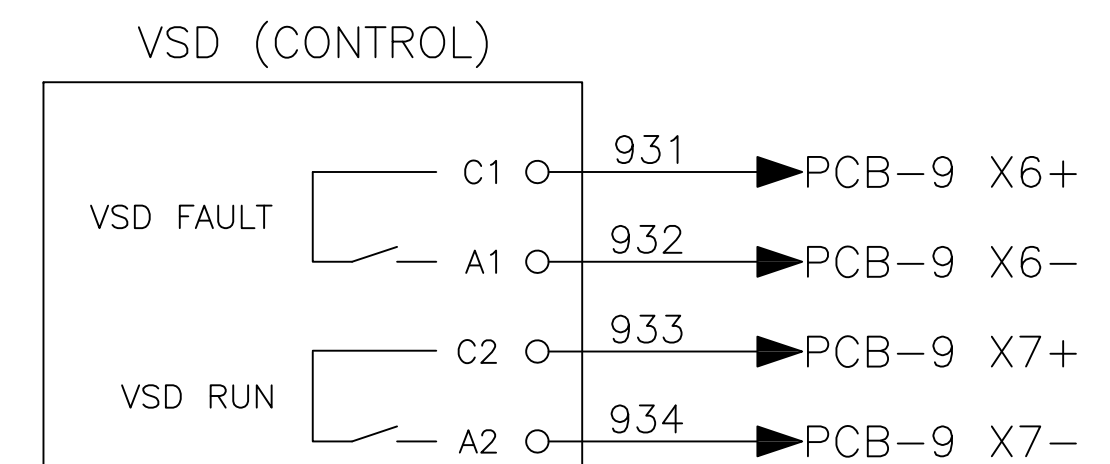 VSD (CONTROL)
C1 931 PCB-9 X6+
VSD FAULT
A1 932 PCB-9 X6-
C2 933 PCB-9 X7+
VSD RUN
A2 934 PCB-9 X7-